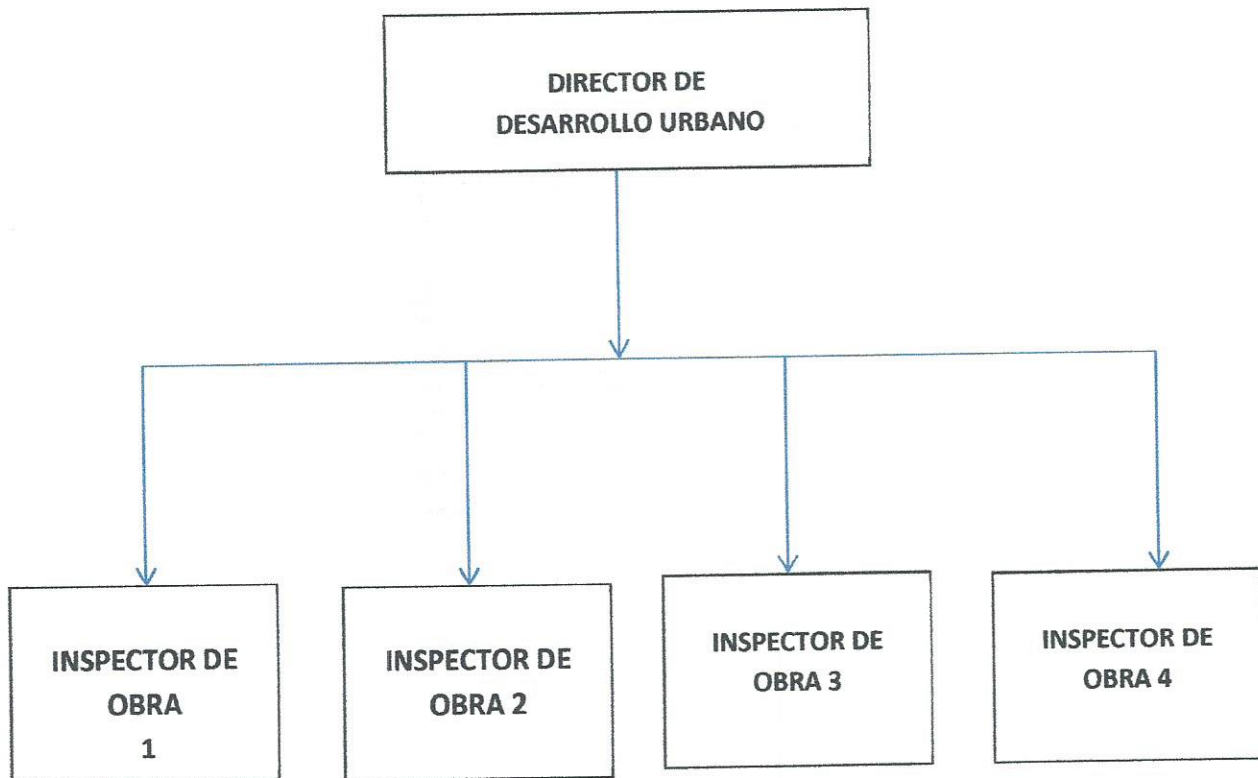 DIRECTOR DE
DESARROLLO URBANO
INSPECTOR DE
OBRA
1
INSPECTOR DE
OBRA 2
INSPECTOR DE
OBRA 3
INSPECTOR DE
OBRA 4